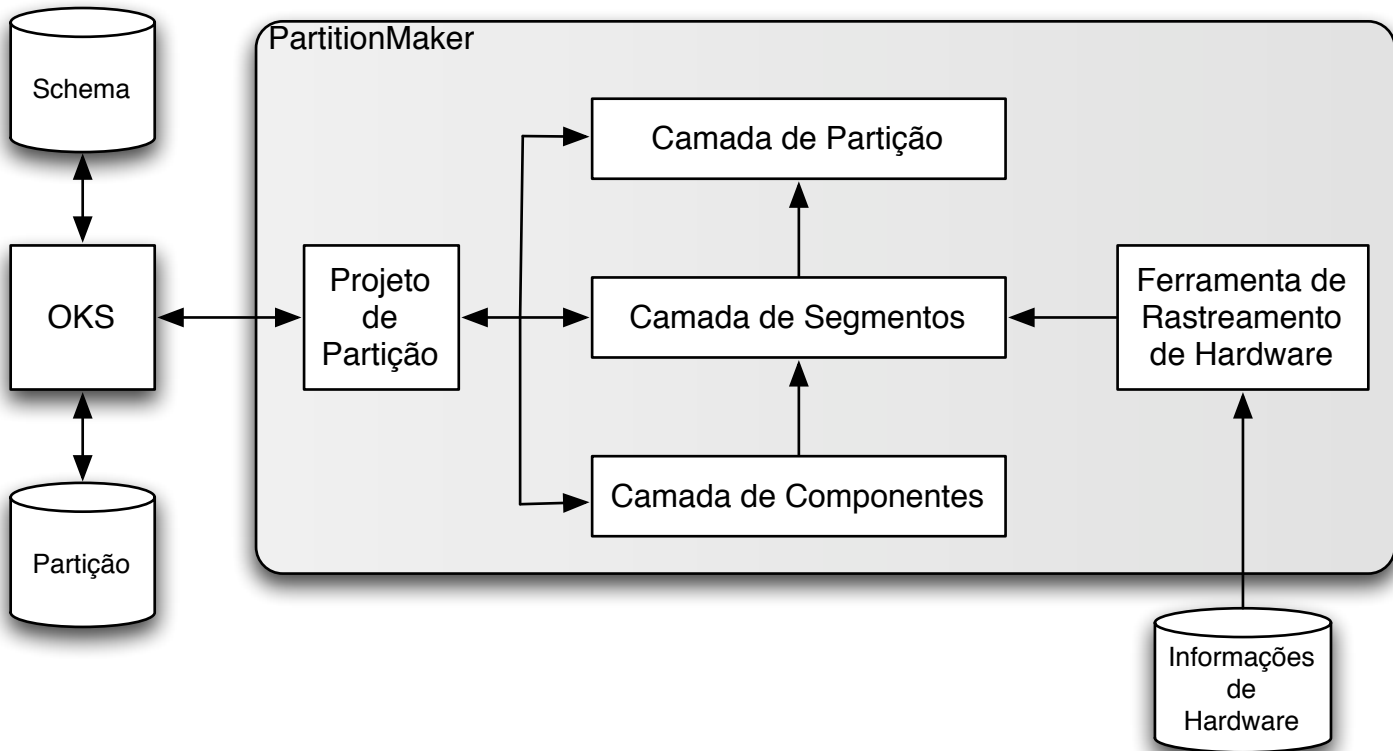 Schema
PartitionMaker
Camada de Partição
OKS
Projeto
de
Partição
Camada de Segmentos
Ferramenta de
Rastreamento
de Hardware
Camada de Componentes
Partição
Informações
de
Hardware